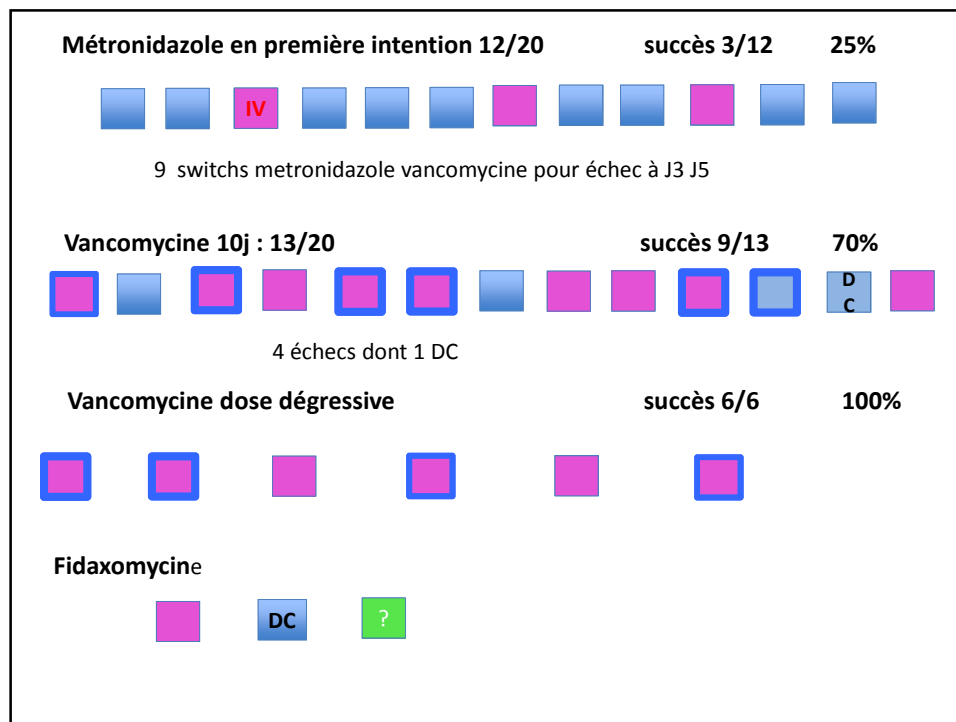 Métronidazole en première intention 12/20 succès 3/12 25%
IV
9 switchs metronidazole vancomycine pour échec à J3 J5
Vancomycine 10j : 13/20 succès 9/13 70%
D
C
4 échecs dont 1 DC
Vancomycine dose dégressive succès 6/6 100%
Fidaxomycine
DC ?